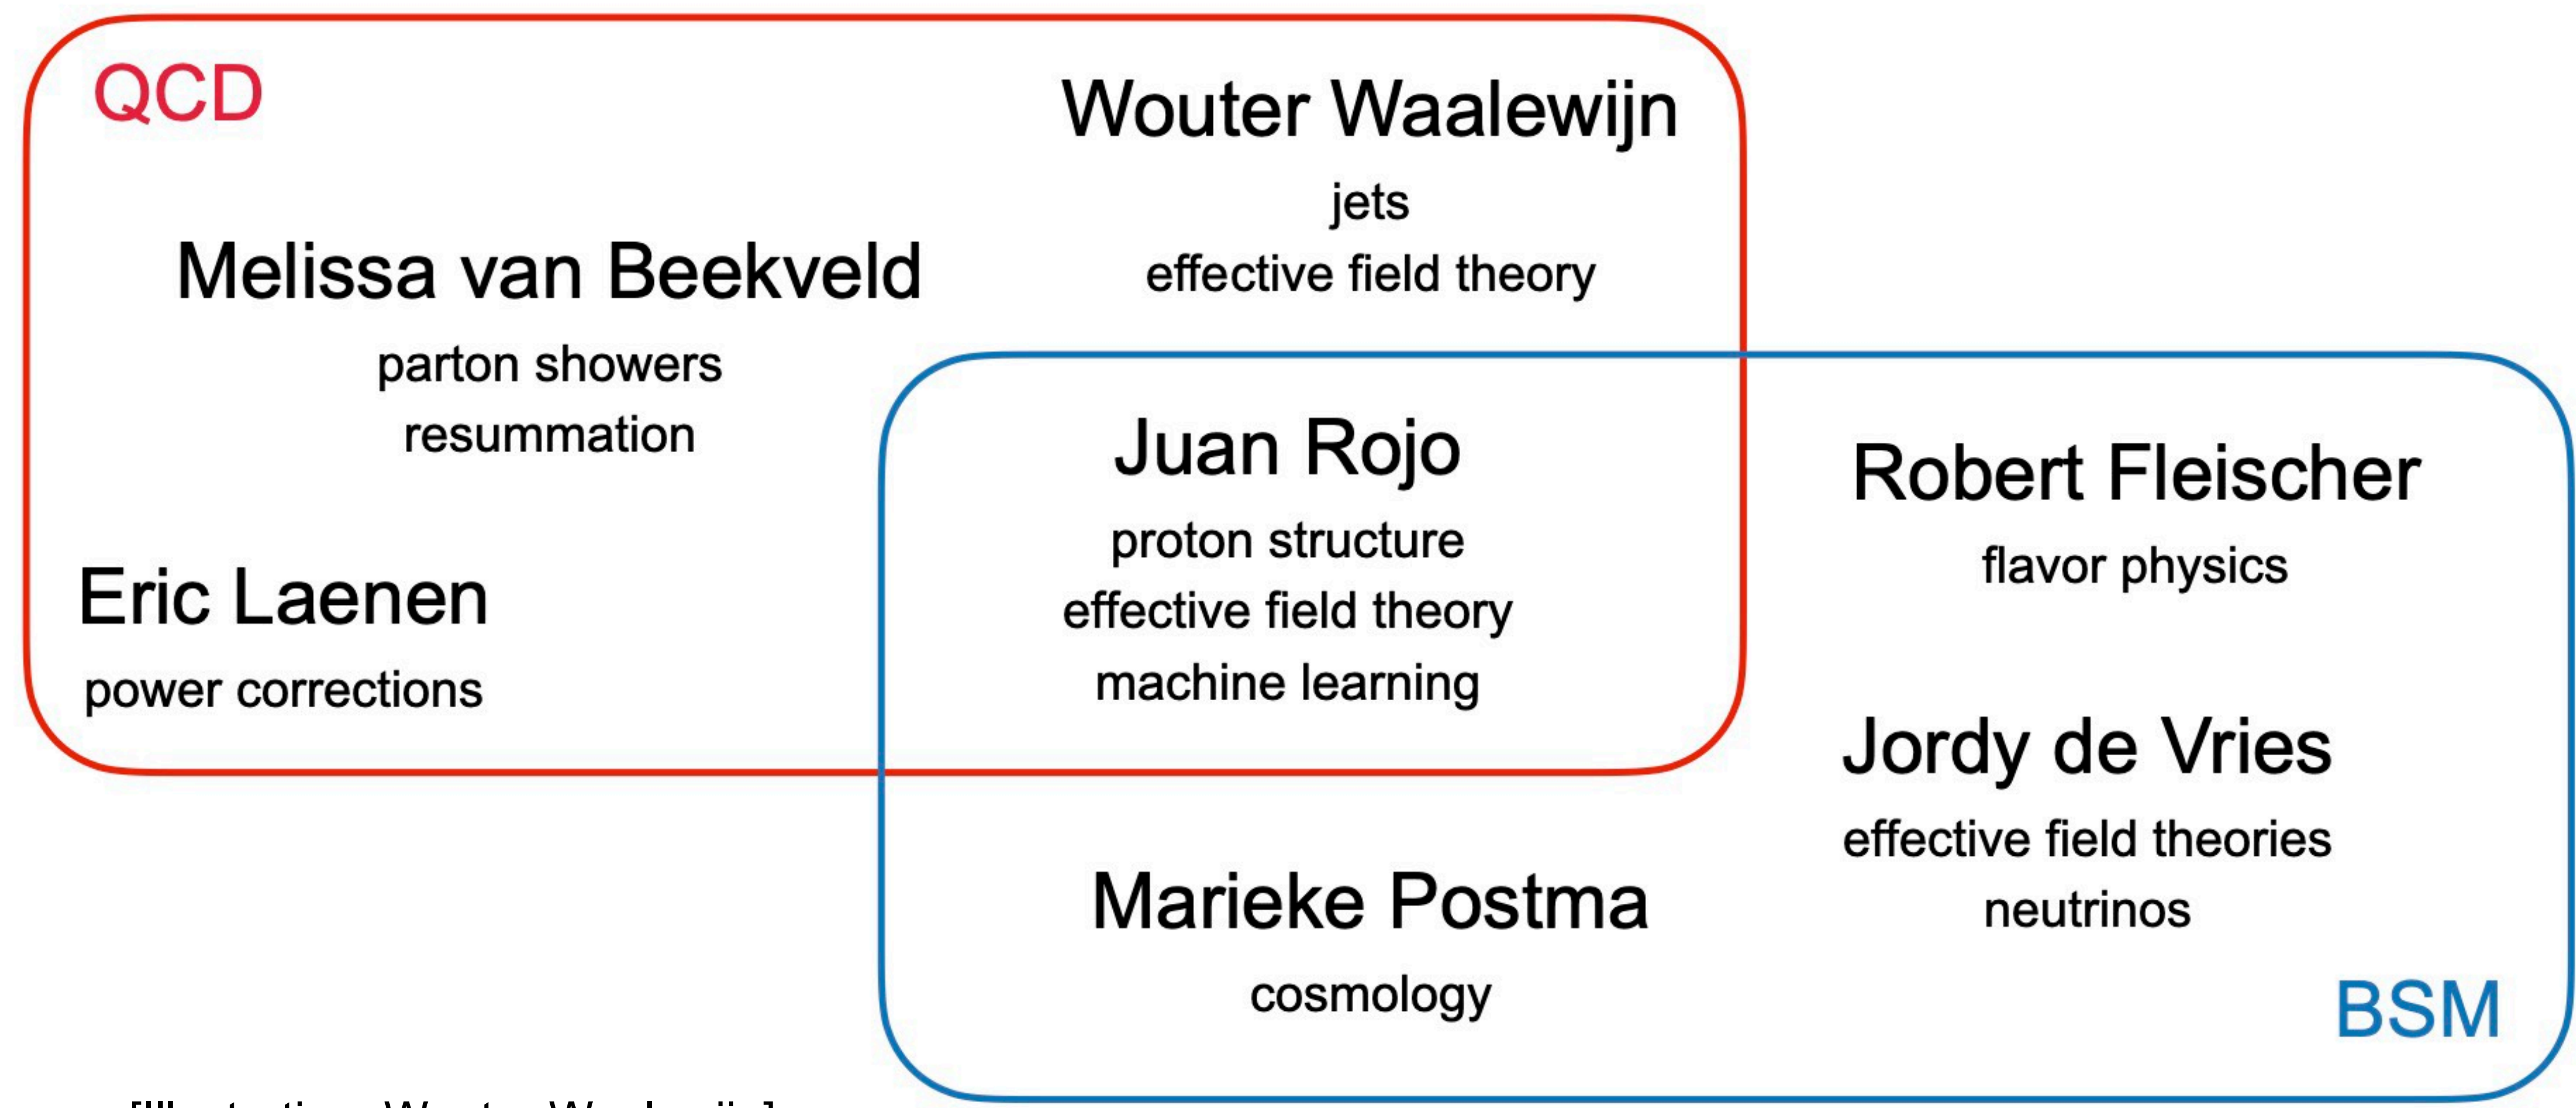 QCD
Wouter Waalewijn
jets
effective field theory
Melissa van Beekveld
parton showers
resummation
Eric Laenen
power corrections
Juan Rojo
proton structure
effective field theory
machine learning
Robert Fleischer
flavor physics
Jordy de Vries
effective field theories
neutrinos
Marieke Postma
cosmology
BSM